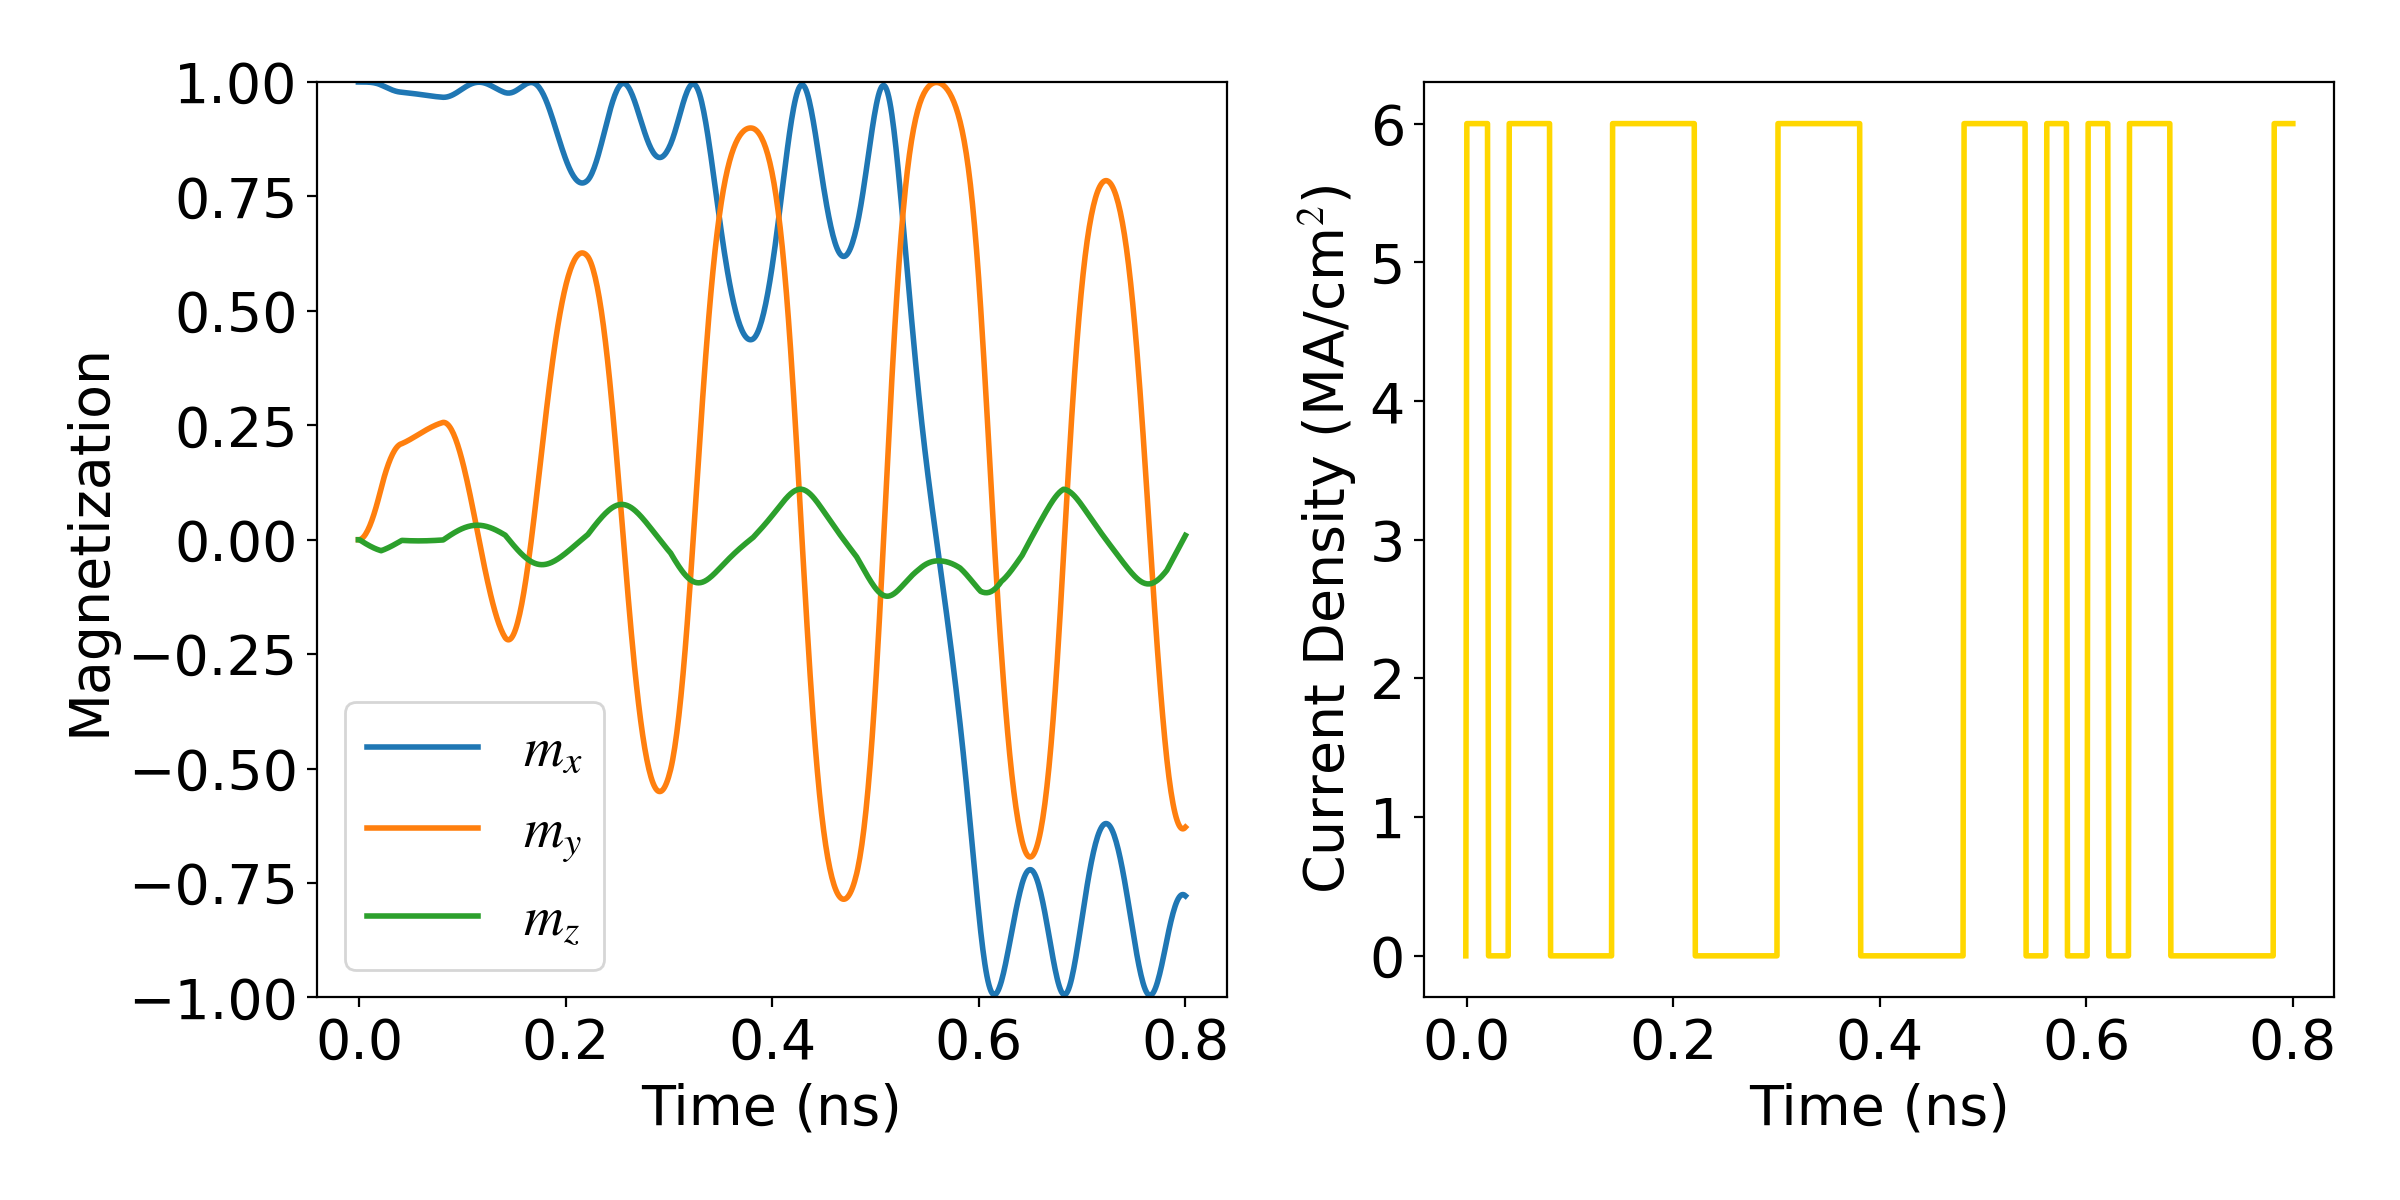 Magnetization
1.00
0.75
0.50
0.25
0.00
−0.25
−0.50
−0.75
−1.00
m_x
m_y
m_z
0.0 0.2 0.4 0.6 0.8
Time (ns)
Current Density (MA/cm²)
6
5
4
3
2
1
0
0.0 0.2 0.4 0.6 0.8
Time (ns)